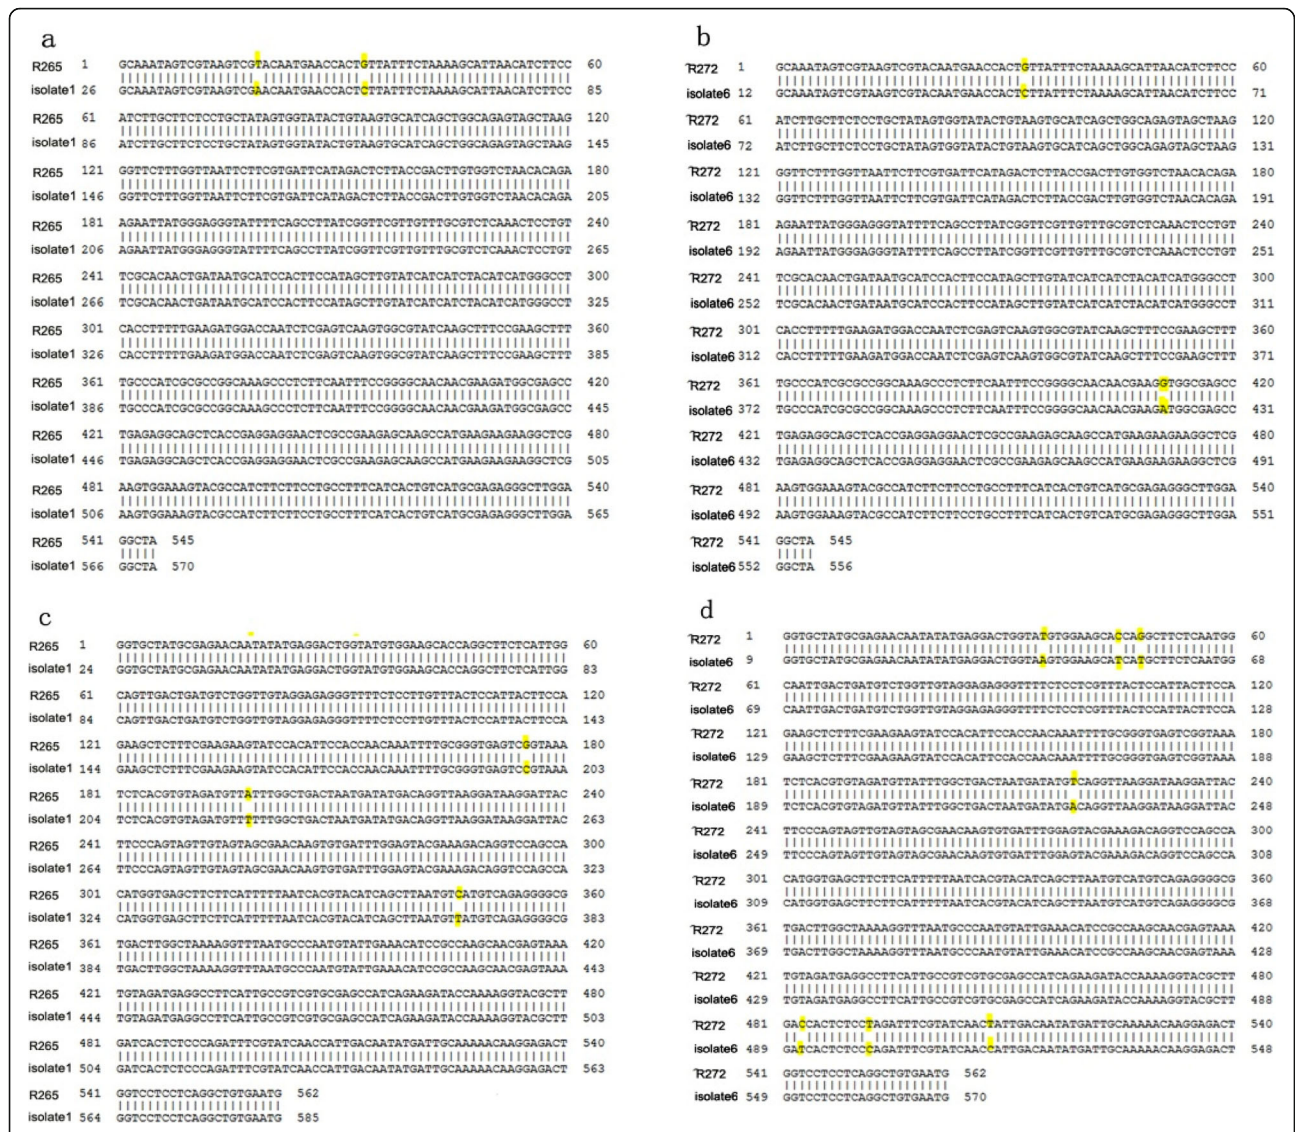 a
R265 1 GCAAATAGTCGTAAGTCGTACAATGAACCACTGTTATTTCTAAAAGCATTAACATCTTCC 60
isolate1 26 GCAAATAGTCGTAAGTCGAACAATGAACCACTCTTATTTCTAAAAGCATTAACATCTTCC 85
R265 61 ATCTTGCTTCTCCTGCTATAGTGGTATACTGTAAGTGCATCAGCTGGCAGAGTAGCTAAG 120
isolate1 86 ATCTTGCTTCTCCTGCTATAGTGGTATACTGTAAGTGCATCAGCTGGCAGAGTAGCTAAG 145
R265 121 GGTTCTTTGGTTAATTCTTCGTGATTCATAGACTCTTACCGACTTGTGGTCTAACACAGA 180
isolate1 146 GGTTCTTTGGTTAATTCTTCGTGATTCATAGACTCTTACCGACTTGTGGTCTAACACAGA 205
R265 181 AGAATTATGGGAGGGTATTTTCAGCCTTATCGGTTCGTTGTTTGCGTCTCAAACTCCTGT 240
isolate1 206 AGAATTATGGGAGGGTATTTTCAGCCTTATCGGTTCGTTGTTTGCGTCTCAAACTCCTGT 265
R265 241 TCGCACAACTGATAATGCATCCACTTCCATAGCTTGTATCATCATCTACATCATGGGCCT 300
isolate1 266 TCGCACAACTGATAATGCATCCACTTCCATAGCTTGTATCATCATCTACATCATGGGCCT 325
R265 301 CACCTTTTTGAAGATGGACCAATCTCGAGTCAAGTGGCGTATCAAGCTTTCCGAAGCTTT 360
isolate1 326 CACCTTTTTGAAGATGGACCAATCTCGAGTCAAGTGGCGTATCAAGCTTTCCGAAGCTTT 385
R265 361 TGCCCATCGCGCCGGCAAAGCCCTCTTCAATTTCCGGGGCAACAACGAAGATGGCGAGCC 420
isolate1 386 TGCCCATCGCGCCGGCAAAGCCCTCTTCAATTTCCGGGGCAACAACGAAGATGGCGAGCC 445
R265 421 TGAGAGGCAGCTCACCGAGGAGGAACTCGCCGAAGAGCAAGCCATGAAGAAGAAGGCTCG 480
isolate1 446 TGAGAGGCAGCTCACCGAGGAGGAACTCGCCGAAGAGCAAGCCATGAAGAAGAAGGCTCG 505
R265 481 AAGTGGAAAGTACGCCATCTTCTTCCTGCCTTTCATCACTGTCATGCGAGAGGGCTTGGA 540
isolate1 506 AAGTGGAAAGTACGCCATCTTCTTCCTGCCTTTCATCACTGTCATGCGAGAGGGCTTGGA 565
R265 541 GGCTA 545
isolate1 566 GGCTA 570
b
R272 1 GCAAATAGTCGTAAGTCGTACAATGAACCACTGTTATTTCTAAAAGCATTAACATCTTCC 60
isolate6 12 GCAAATAGTCGTAAGTCGTACAATGAACCACTCTTATTTCTAAAAGCATTAACATCTTCC 71
R272 61 ATCTTGCTTCTCCTGCTATAGTGGTATACTGTAAGTGCATCAGCTGGCAGAGTAGCTAAG 120
isolate6 72 ATCTTGCTTCTCCTGCTATAGTGGTATACTGTAAGTGCATCAGCTGGCAGAGTAGCTAAG 131
R272 121 GGTTCTTTGGTTAATTCTTCGTGATTCATAGACTCTTACCGACTTGTGGTCTAACACAGA 180
isolate6 132 GGTTCTTTGGTTAATTCTTCGTGATTCATAGACTCTTACCGACTTGTGGTCTAACACAGA 191
R272 181 AGAATTATGGGAGGGTATTTTCAGCCTTATCGGTTCGTTGTTTGCGTCTCAAACTCCTGT 240
isolate6 192 AGAATTATGGGAGGGTATTTTCAGCCTTATCGGTTCGTTGTTTGCGTCTCAAACTCCTGT 251
R272 241 TCGCACAACTGATAATGCATCCACTTCCATAGCTTGTATCATCATCTACATCATGGGCCT 300
isolate6 252 TCGCACAACTGATAATGCATCCACTTCCATAGCTTGTATCATCATCTACATCATGGGCCT 311
R272 301 CACCTTTTTGAAGATGGACCAATCTCGAGTCAAGTGGCGTATCAAGCTTTCCGAAGCTTT 360
isolate6 312 CACCTTTTTGAAGATGGACCAATCTCGAGTCAAGTGGCGTATCAAGCTTTCCGAAGCTTT 371
R272 361 TGCCCATCGCGCCGGCAAAGCCCTCTTCAATTTCCGGGGCAACAACGAAGGTGGCGAGCC 420
isolate6 372 TGCCCATCGCGCCGGCAAAGCCCTCTTCAATTTCCGGGGCAACAACGAAGATGGCGAGCC 431
R272 421 TGAGAGGCAGCTCACCGAGGAGGAACTCGCCGAAGAGCAAGCCATGAAGAAGAAGGCTCG 480
isolate6 432 TGAGAGGCAGCTCACCGAGGAGGAACTCGCCGAAGAGCAAGCCATGAAGAAGAAGGCTCG 491
R272 481 AAGTGGAAAGTACGCCATCTTCTTCCTGCCTTTCATCACTGTCATGCGAGAGGGCTTGGA 540
isolate6 492 AAGTGGAAAGTACGCCATCTTCTTCCTGCCTTTCATCACTGTCATGCGAGAGGGCTTGGA 551
R272 541 GGCTA 545
isolate6 552 GGCTA 556
c
R265 1 GGTGCTATGCGAGAACAATATATGAGGACTGGTATGTGGAAGCACCAGGCTTCTCATTGG 60
isolate1 24 GGTGCTATGCGAGAACAATATATGAGGACTGGTATGTGGAAGCACCAGGCTTCTCATTGG 83
R265 61 CAGTTGACTGATGTCTGGTTGTAGGAGAGGGTTTTCTCCTTGTTTACTCCATTACTTCCA 120
isolate1 84 CAGTTGACTGATGTCTGGTTGTAGGAGAGGGTTTTCTCCTTGTTTACTCCATTACTTCCA 143
R265 121 GAAGCTCTTTCGAAGAAGTATCCACATTCCACCAACAAATTTTGCGGGTGAGTCGGTAAA 180
isolate1 144 GAAGCTCTTTCGAAGAAGTATCCACATTCCACCAACAAATTTTGCGGGTGAGTCCGTAAA 203
R265 181 TCTCACGTGTAGATGTTATTTGGCTGACTAATGATATGACAGGTTAAGGATAAGGATTAC 240
isolate1 204 TCTCACGTGTAGATGTTTTTTGGCTGACTAATGATATGACAGGTTAAGGATAAGGATTAC 263
R265 241 TTCCCAGTAGTTGTAGTAGCGAACAAGTGTGATTTGGAGTACGAAAGACAGGTCCAGCCA 300
isolate1 264 TTCCCAGTAGTTGTAGTAGCGAACAAGTGTGATTTGGAGTACGAAAGACAGGTCCAGCCA 323
R265 301 CATGGTGAGCTTCTTCATTTTTAATCACGTACATCAGCTTAATGTCATGTCAGAGGGGCG 360
isolate1 324 CATGGTGAGCTTCTTCATTTTTAATCACGTACATCAGCTTAATGTTATGTCAGAGGGGCG 383
R265 361 TGACTTGGCTAAAAGGTTTAATGCCCAATGTATTGAAACATCCGCCAAGCAACGAGTAAA 420
isolate1 384 TGACTTGGCTAAAAGGTTTAATGCCCAATGTATTGAAACATCCGCCAAGCAACGAGTAAA 443
R265 421 TGTAGATGAGGCCTTCATTGCCGTCGTGCGAGCCATCAGAAGATACCAAAAGGTACGCTT 480
isolate1 444 TGTAGATGAGGCCTTCATTGCCGTCGTGCGAGCCATCAGAAGATACCAAAAGGTACGCTT 503
R265 481 GATCACTCTCCCAGATTTCGTATCAACCATTGACAATATGATTGCAAAAACAAGGAGACT 540
isolate1 504 GATCACTCTCCCAGATTTCGTATCAACCATTGACAATATGATTGCAAAAACAAGGAGACT 563
R265 541 GGTCCTCCTCAGGCTGTGAATG 562
isolate1 564 GGTCCTCCTCAGGCTGTGAATG 585
d
R272 1 GGTGCTATGCGAGAACAATATATGAGGACTGGTATGTGGAAGCACCAGGCTTCTCAATGG 60
isolate6 9 GGTGCTATGCGAGAACAATATATGAGGACTGGTAAGTGGAAGCATCATGCTTCTCAATGG 68
R272 61 CAATTGACTGATGTCTGGTTGTAGGAGAGGGTTTTCTCCTCGTTTACTCCATTACTTCCA 120
isolate6 69 CAATTGACTGATGTCTGGTTGTAGGAGAGGGTTTTCTCCTCGTTTACTCCATTACTTCCA 128
R272 121 GAAGCTCTTTCGAAGAAGTATCCACATTCCACCAACAAATTTTGCGGGTGAGTCGGTAAA 180
isolate6 129 GAAGCTCTTTCGAAGAAGTATCCACATTCCACCAACAAATTTTGCGGGTGAGTCGGTAAA 188
R272 181 TCTCACGTGTAGATGTTATTTGGCTGACTAATGATATGTCAGGTTAAGGATAAGGATTAC 240
isolate6 189 TCTCACGTGTAGATGTTATTTGGCTGACTAATGATATGACAGGTTAAGGATAAGGATTAC 248
R272 241 TTCCCAGTAGTTGTAGTAGCGAACAAGTGTGATTTGGAGTACGAAAGACAGGTCCAGCCA 300
isolate6 249 TTCCCAGTAGTTGTAGTAGCGAACAAGTGTGATTTGGAGTACGAAAGACAGGTCCAGCCA 308
R272 301 CATGGTGAGCTTCTTCATTTTTAATCACGTACATCAGCTTAATGTCATGTCAGAGGGGCG 360
isolate6 309 CATGGTGAGCTTCTTCATTTTTAATCACGTACATCAGCTTAATGTCATGTCAGAGGGGCG 368
R272 361 TGACTTGGCTAAAAGGTTTAATGCCCAATGTATTGAAACATCCGCCAAGCAACGAGTAAA 420
isolate6 369 TGACTTGGCTAAAAGGTTTAATGCCCAATGTATTGAAACATCCGCCAAGCAACGAGTAAA 428
R272 421 TGTAGATGAGGCCTTCATTGCCGTCGTGCGAGCCATCAGAAGATACCAAAAGGTACGCTT 480
isolate6 429 TGTAGATGAGGCCTTCATTGCCGTCGTGCGAGCCATCAGAAGATACCAAAAGGTACGCTT 488
R272 481 GACCACTCTCCTAGATTTCGTATCAACTATTGACAATATGATTGCAAAAACAAGGAGACT 540
isolate6 489 GATCACTCTCCCAGATTTCGTATCAACCATTGACAATATGATTGCAAAAACAAGGAGACT 548
R272 541 GGTCCTCCTCAGGCTGTGAATG 562
isolate6 549 GGTCCTCCTCAGGCTGTGAATG 570